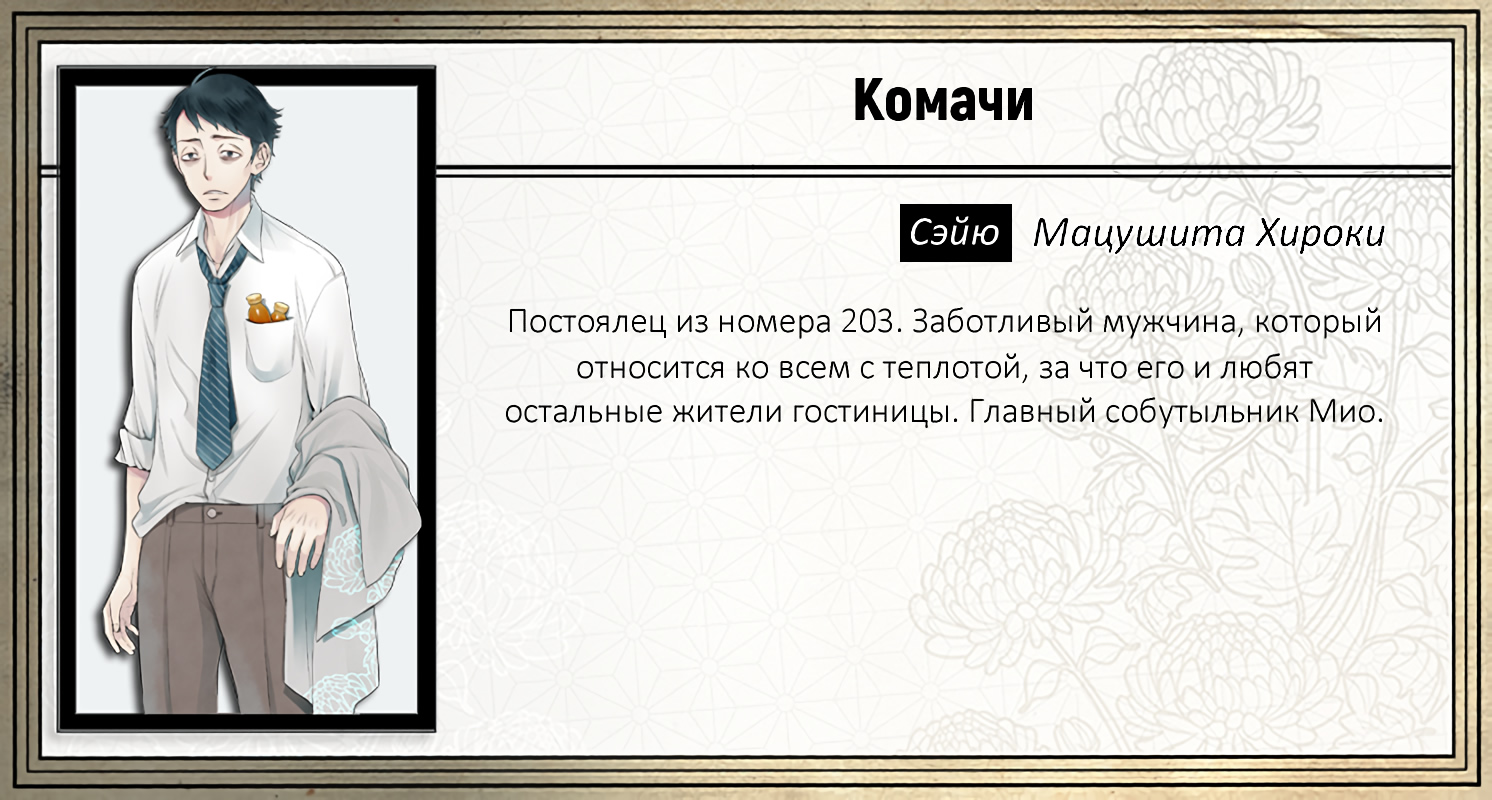 Комачи
Сэйю Мацушита Хироки
Постоялец из номера 203. Заботливый мужчина, который
относится ко всем с теплотой, за что его и любят
остальные жители гостиницы. Главный собутыльник Мио.